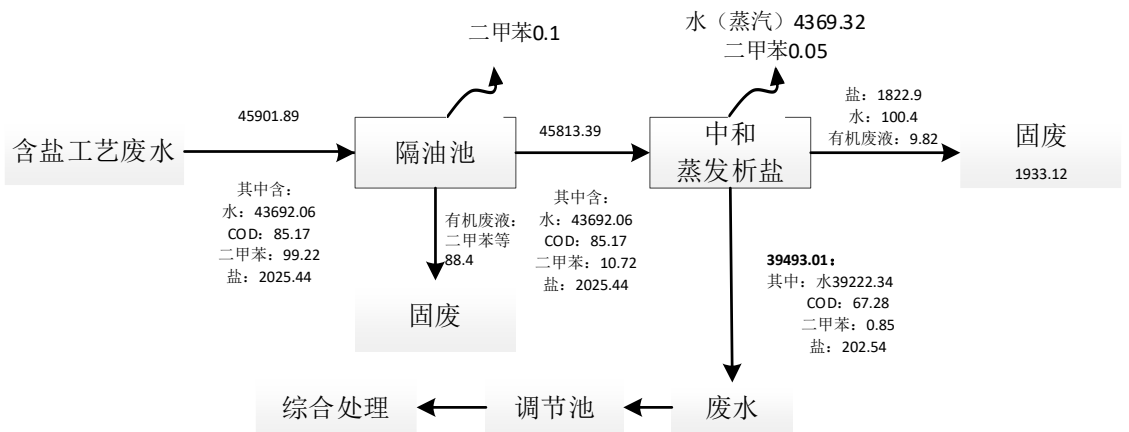 二甲苯0.1
水（蒸汽）4369.32
二甲苯0.05
含盐工艺废水
45901.89
其中含：
水：43692.06
COD：85.17
二甲苯：99.22
盐：2025.44
隔油池
有机废液：
二甲苯等
88.4
固废
45813.39
其中含：
水：43692.06
COD：85.17
二甲苯：10.72
盐：2025.44
中和
蒸发析盐
盐：1822.9
水：100.4
有机废液：9.82
固废
1933.12
39493.01：
其中：水39222.34
COD：67.28
二甲苯：0.85
盐：202.54
综合处理
调节池
废水